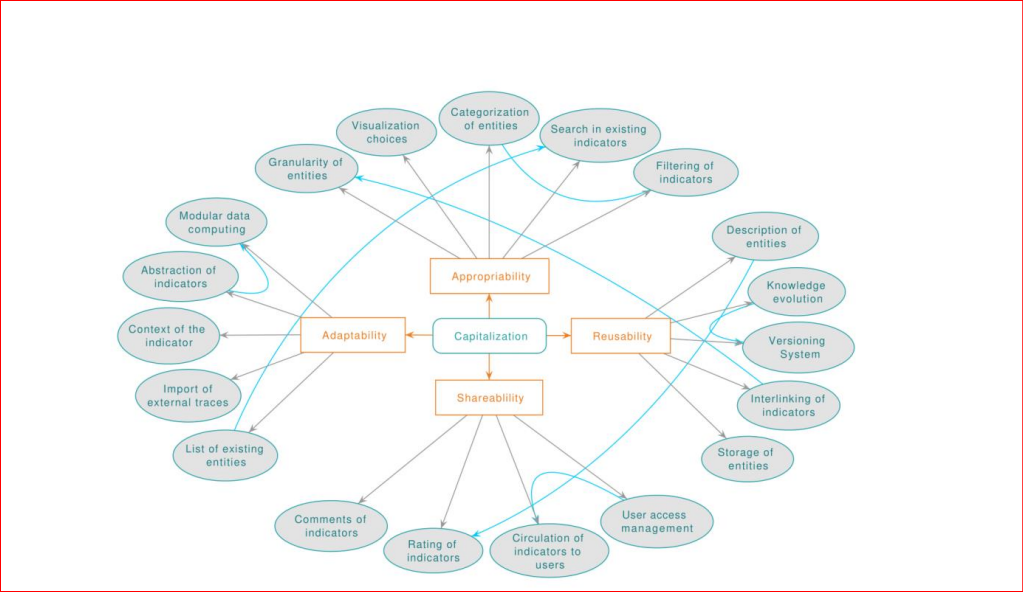 Categorization
of entities
Visualization
choices
Search in existing
indicators
Granularity of
entities
Filtering of
indicators
Modular data
computing
Description of
entities
Abstraction of
indicators
Appropriability
Knowledge
evolution
Context of the
indicator
Adaptability
Capitalization
Reusability
Versioning
System
Import of
external traces
Shareablility
Interlinking of
indicators
List of existing
entities
Storage of
entities
Comments of
indicators
Rating of
indicators
Circulation of
indicators to
users
User access
management